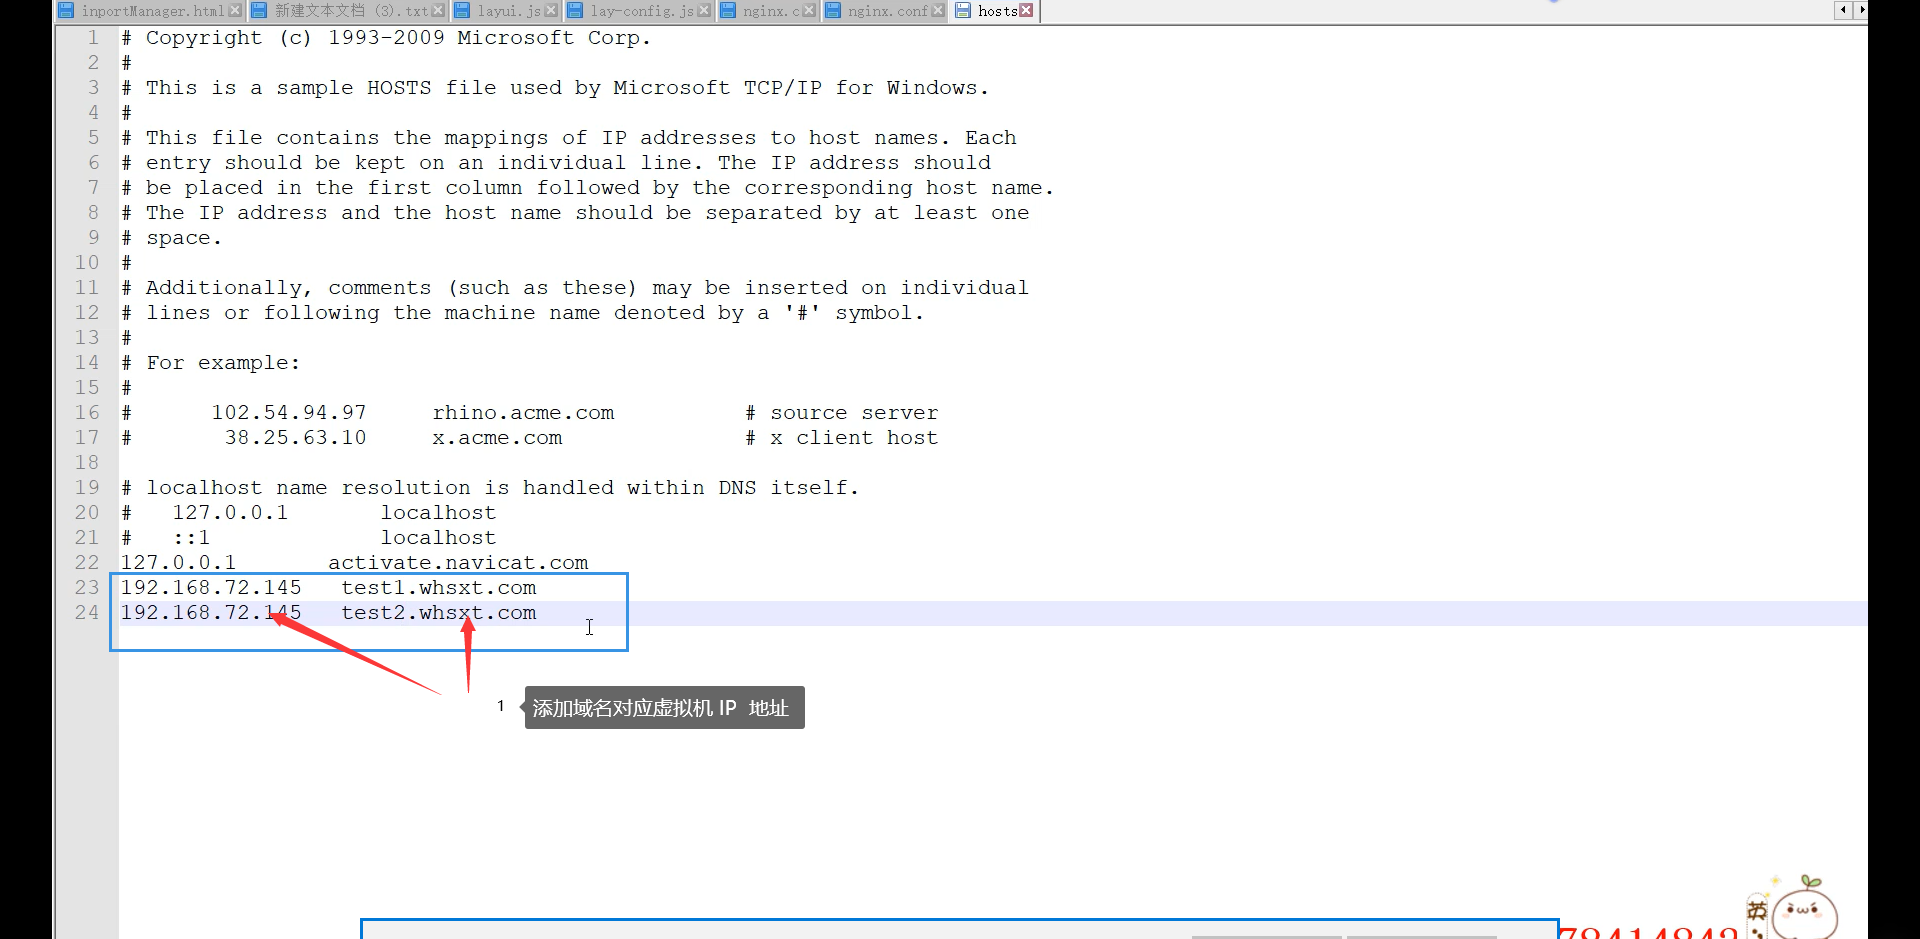 inportManager.html 新建文本文档 (3).txt layui.js lay-config.js nginx.c nginx.conf hosts
1 # Copyright (c) 1993-2009 Microsoft Corp.
2 #
3 # This is a sample HOSTS file used by Microsoft TCP/IP for Windows.
4 #
5 # This file contains the mappings of IP addresses to host names. Each
6 # entry should be kept on an individual line. The IP address should
7 # be placed in the first column followed by the corresponding host name.
8 # The IP address and the host name should be separated by at least one
9 # space.
10 #
11 # Additionally, comments (such as these) may be inserted on individual
12 # lines or following the machine name denoted by a '#' symbol.
13 #
14 # For example:
15 #
16 # 102.54.94.97 rhino.acme.com # source server
17 # 38.25.63.10 x.acme.com # x client host
18
19 # localhost name resolution is handled within DNS itself.
20 # 127.0.0.1 localhost
21 # ::1 localhost
22 127.0.0.1 activate.navicat.com
23 192.168.72.145 test1.whsxt.com
24 192.168.72.145 test2.whsxt.com
1 添加域名对应虚拟机 IP 地址
英